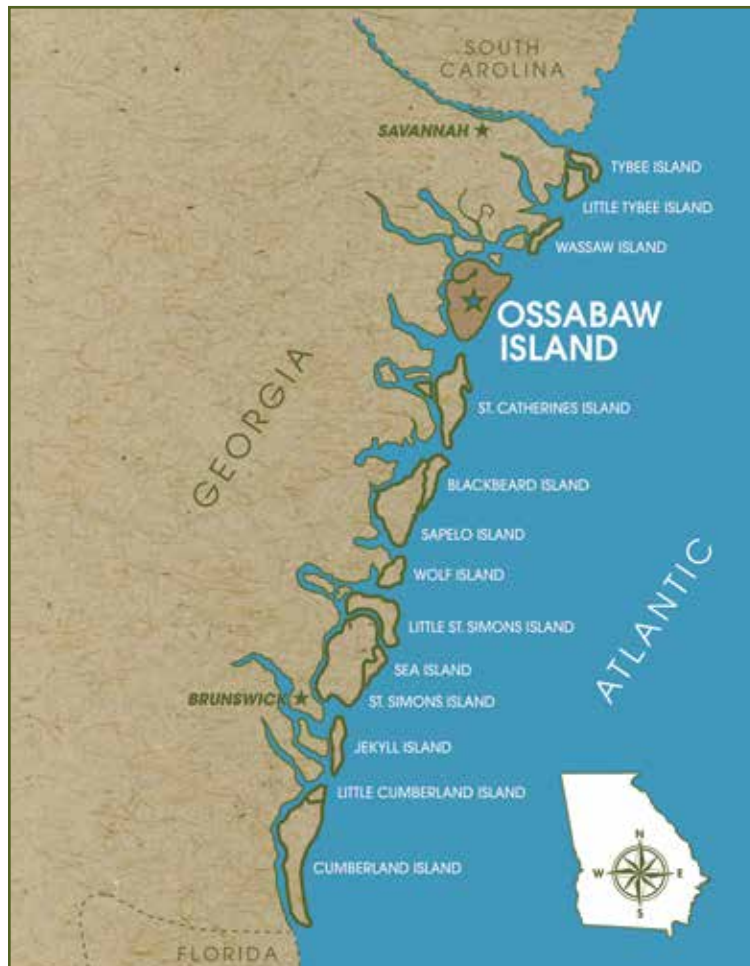 SOUTH
CAROLINA
SAVANNAH
TYBEE ISLAND
LITTLE TYBEE ISLAND
WASSAW ISLAND
OSSABAW
ISLAND
ST. CATHERINES ISLAND
GEORGIA
BLACKBEARD ISLAND
SAPELO ISLAND
WOLF ISLAND
ATLANTIC
LITTLE ST. SIMONS ISLAND
SEA ISLAND
BRUNSWICK
ST. SIMONS ISLAND
JEKYLL ISLAND
LITTLE CUMBERLAND ISLAND
N
CUMBERLAND ISLAND
W E
S
FLORIDA